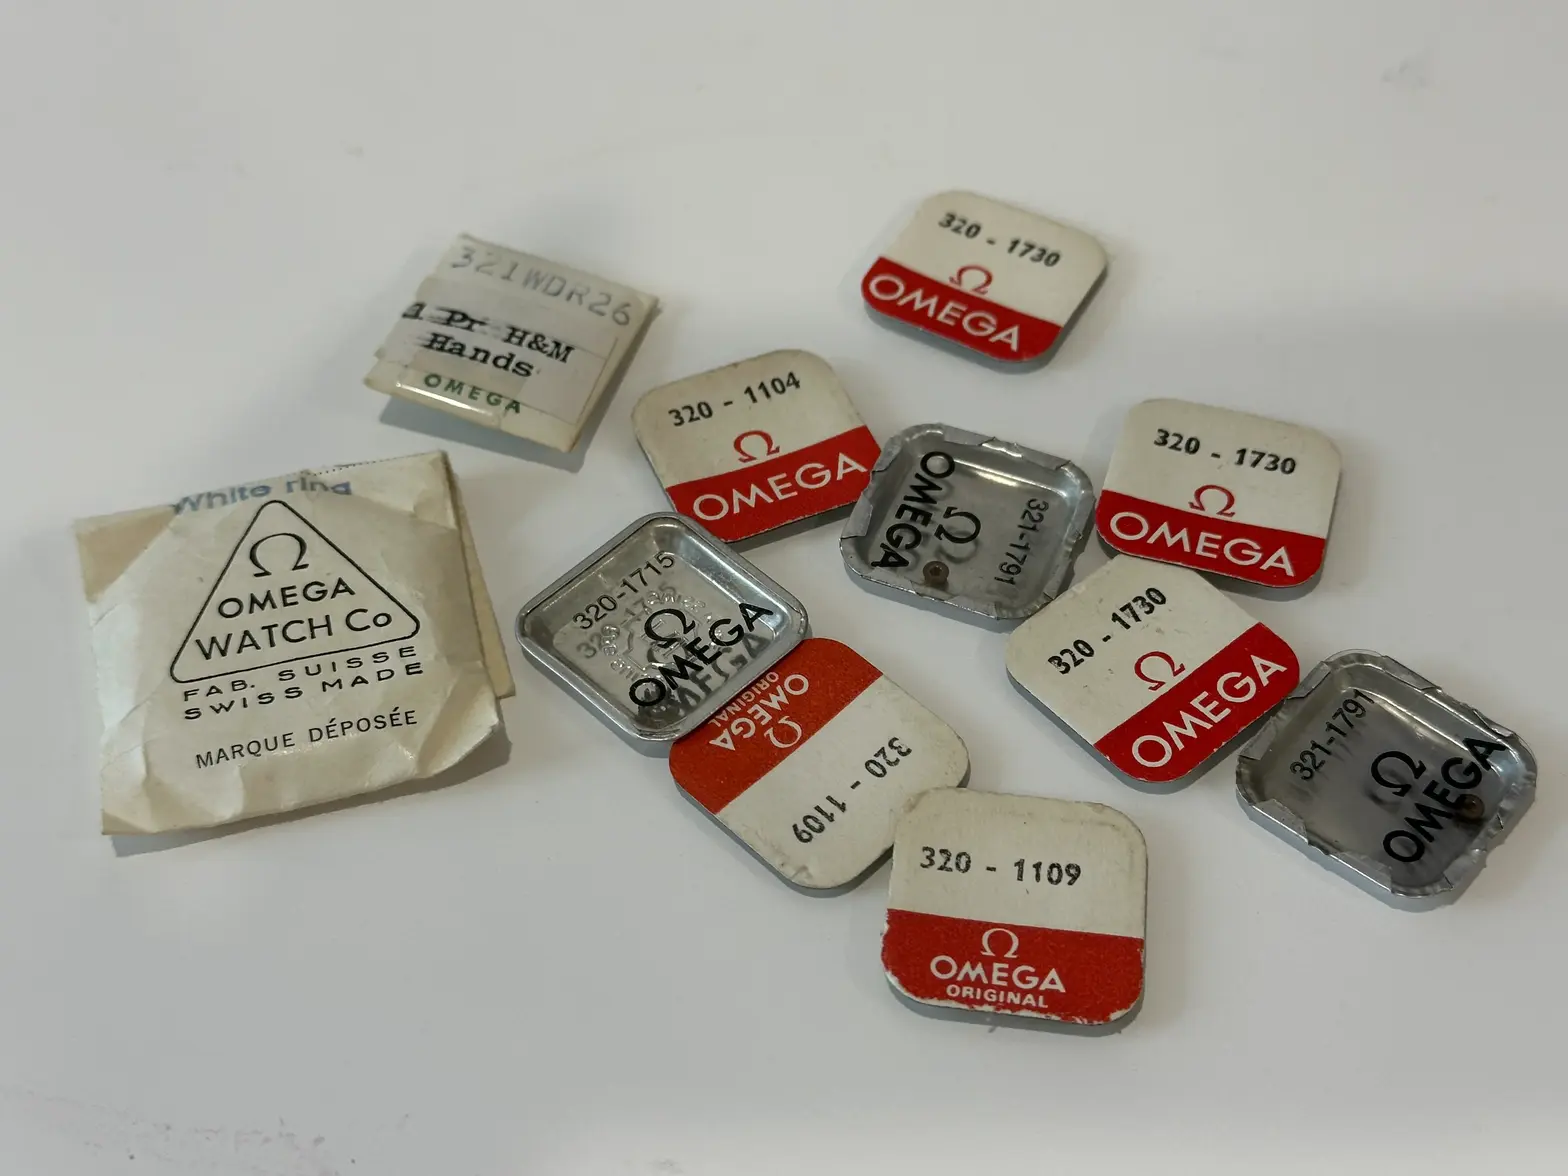 320 - 1730
Ω
OMEGA
321WDR26
1 Pr H&M
Hands
OMEGA
320 - 1104
Ω
OMEGA
320 - 1730
Ω
OMEGA
321-1791
Ω
OMEGA
White ring
Ω
OMEGA
WATCH Co
FAB. SUISSE
SWISS MADE
MARQUE DÉPOSÉE
320-1715
Ω
OMEGA
320 - 1730
Ω
OMEGA
320 - 1109
Ω
OMEGA
ORIGINAL
321-1791
Ω
OMEGA
320 - 1109
Ω
OMEGA
ORIGINAL